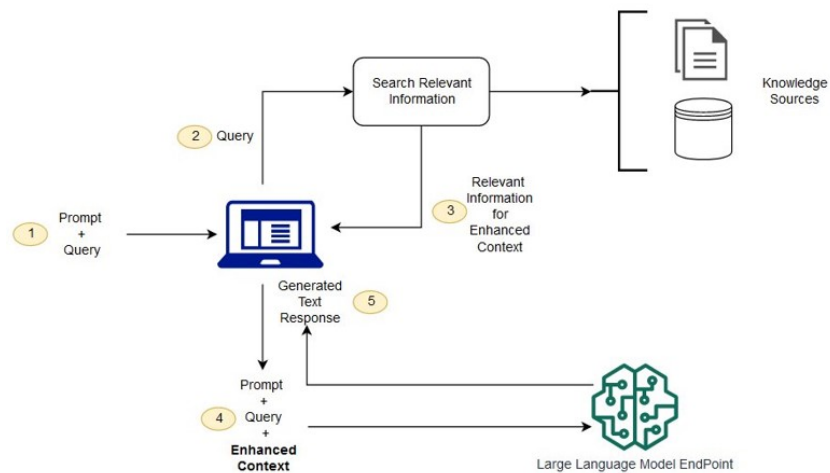 Search Relevant
Information
Knowledge
Sources
2
Query
Relevant
Information
for
Enhanced
Context
3
1
Prompt
+
Query
Generated
Text
Response
5
Prompt
+
Query
+
Enhanced
Context
4
Large Language Model EndPoint